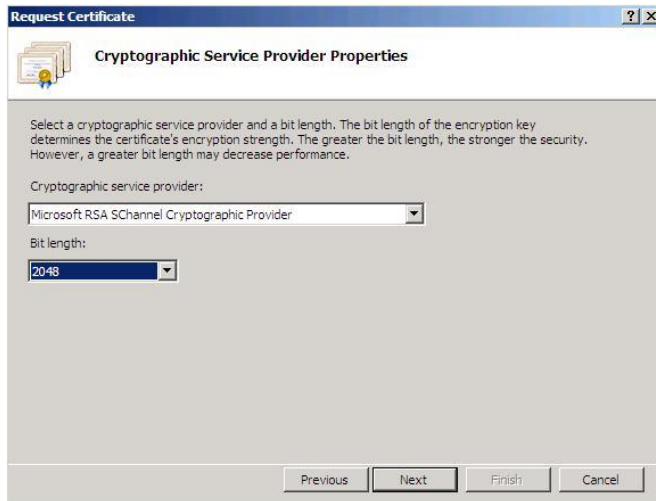 Request Certificate
Cryptographic Service Provider Properties
Select a cryptographic service provider and a bit length. The bit length of the encryption key
determines the certificate's encryption strength. The greater the bit length, the stronger the security.
However, a greater bit length may decrease performance.
Cryptographic service provider:
Microsoft RSA SChannel Cryptographic Provider
Bit length:
2048
Previous Next Finish Cancel